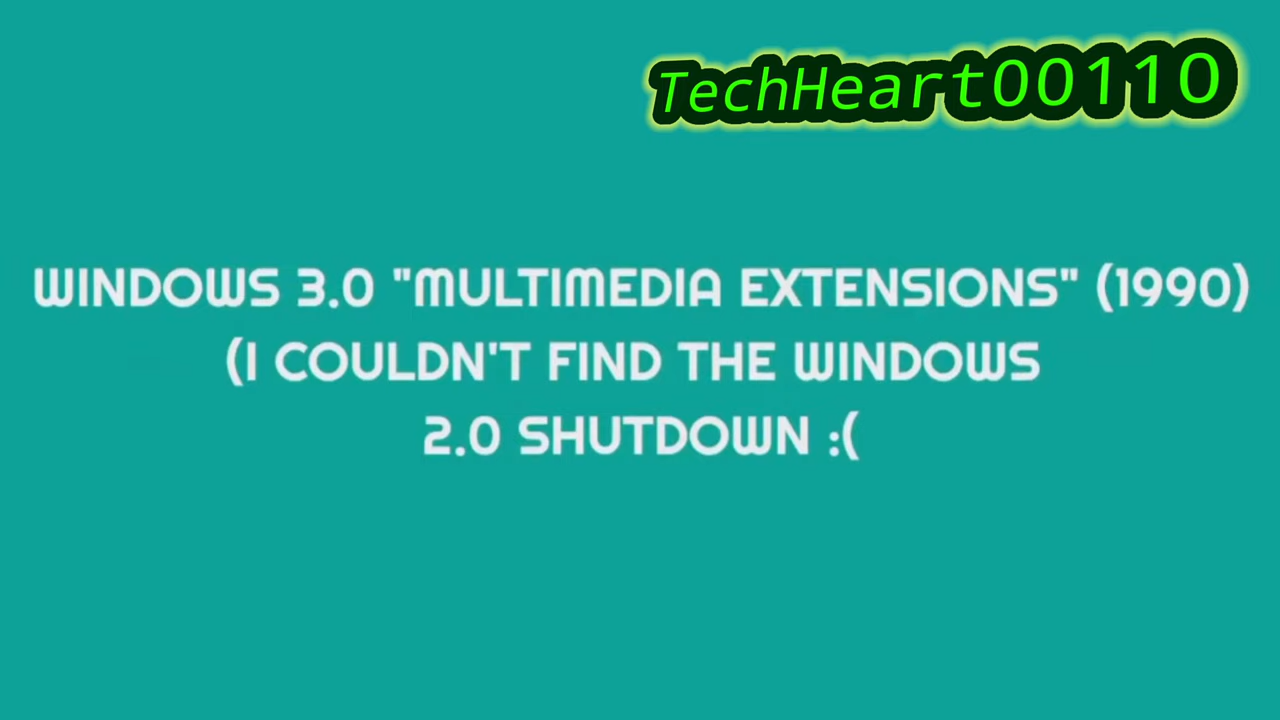 TechHeart00110
WINDOWS 3.0 "MULTIMEDIA EXTENSIONS" (1990)
(I COULDN'T FIND THE WINDOWS
2.0 SHUTDOWN :(